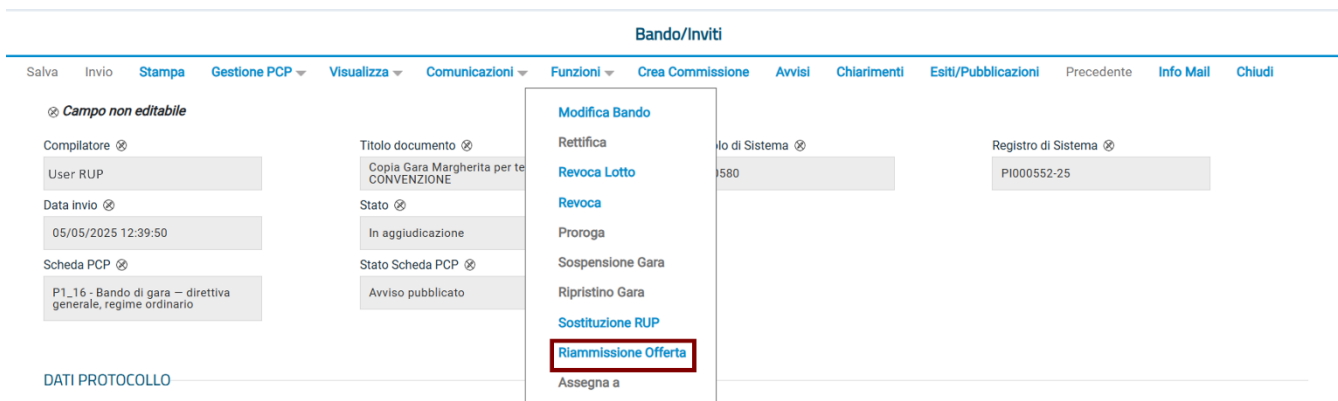 Bando/Inviti
Salva Invio Stampa Gestione PCP Visualizza Comunicazioni Funzioni Crea Commissione Avvisi Chiarimenti Esiti/Pubblicazioni Precedente Info Mail Chiudi
Campo non editabile
Compilatore
User RUP
Titolo documento
Copia Gara Margherita per te
CONVENZIONE
lo di Sistema
0580
Registro di Sistema
PI000552-25
Data invio
05/05/2025 12:39:50
Stato
In aggiudicazione
Scheda PCP
P1_16 - Bando di gara — direttiva
generale, regime ordinario
Stato Scheda PCP
Avviso pubblicato
Modifica Bando
Rettifica
Revoca Lotto
Revoca
Proroga
Sospensione Gara
Ripristino Gara
Sostituzione RUP
Riammissione Offerta
Assegna a
DATI PROTOCOLLO